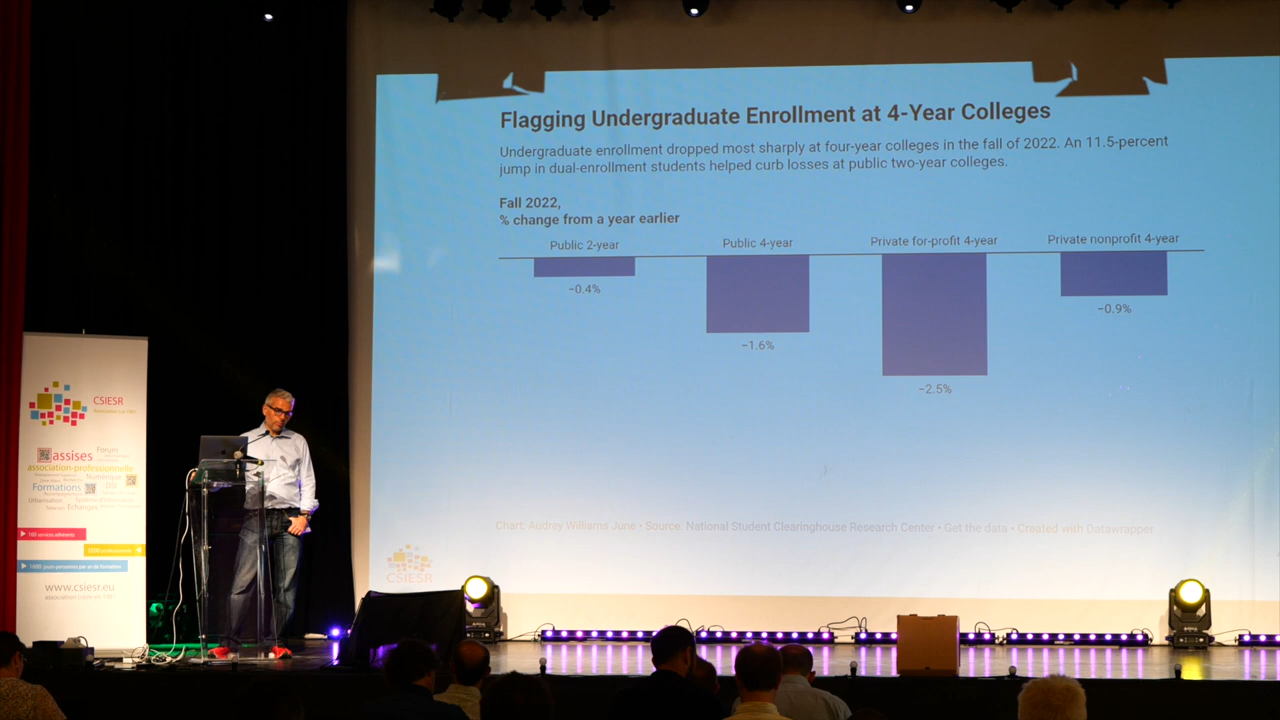 Flagging Undergraduate Enrollment at 4-Year Colleges
Undergraduate enrollment dropped most sharply at four-year colleges in the fall of 2022. An 11.5-percent
jump in dual-enrollment students helped curb losses at public two-year colleges.
Fall 2022,
% change from a year earlier
Public 2-year
Public 4-year
Private for-profit 4-year
Private nonprofit 4-year
−0.4%
−1.6%
−2.5%
−0.9%
Chart: Audrey Williams June • Source: National Student Clearinghouse Research Center • Get the data • Created with Datawrapper
CSIESR
CSIESR
assises
Forum
association-professionnelle
Numérique
DSI
Formations
Urbanisation
Echanges
www.csiesr.eu